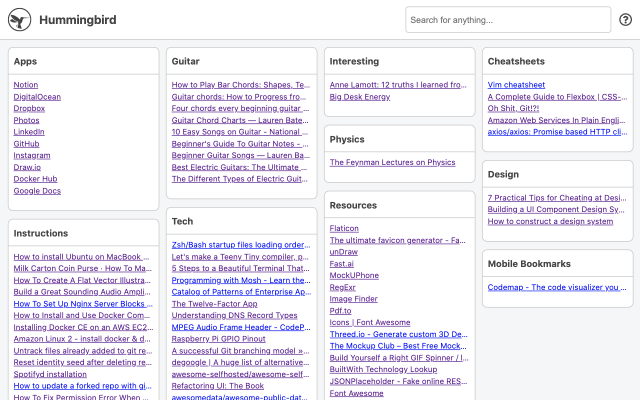 Hummingbird
Search for anything...
Apps
Notion
DigitalOcean
Dropbox
Photos
LinkedIn
GitHub
Instagram
Draw.io
Docker Hub
Google Docs
Instructions
How to install Ubuntu on MacBook ...
Milk Carton Coin Purse · How To Ma...
How To Create A Flat Vector Illustra...
Build a Great Sounding Audio Ampli...
How To Set Up Nginx Server Blocks ...
How to Install and Use Docker Com...
Installing Docker CE on an AWS EC2...
Amazon Linux 2 - install docker & d...
Untrack files already added to git re...
Reset identity seed after deleting re...
Spotifyd installation
How to update a forked repo with gi...
How To Fix Permission Error When ...
Guitar
How to Play Bar Chords: Shapes, Te...
Guitar chords: How to Progress fro...
Four chords every beginning guitar ...
Guitar Chord Charts — Lauren Bate...
10 Easy Songs on Guitar - National ...
Beginner's Guide To Guitar Notes - ...
Beginner Guitar Songs — Lauren Ba...
Best Electric Guitars: The Ultimate ...
The Different Types of Electric Guit...
Tech
Zsh/Bash startup files loading order...
Let's make a Teeny Tiny compiler, p...
5 Steps to a Beautiful Terminal That...
Programming with Mosh - Learn the...
Catalog of Patterns of Enterprise Ap...
The Twelve-Factor App
Understanding DNS Record Types
MPEG Audio Frame Header - CodeP...
Raspberry Pi GPIO Pinout
A successful Git branching model »...
degoogle | A huge list of alternative...
awesome-selfhosted/awesome-self...
Refactoring UI: The Book
awesomedata/awesome-public-dat...
Interesting
Anne Lamott: 12 truths I learned fro...
Big Desk Energy
Physics
The Feynman Lectures on Physics
Resources
Flaticon
The ultimate favicon generator - Fa...
unDraw
Fast.ai
MockUPhone
RegExr
Image Finder
Pdf.to
Icons | Font Awesome
Threed.io - Generate custom 3D De...
The Mockup Club – Best Free Mock...
Build Yourself a Right GIF Spinner / l...
BuiltWith Technology Lookup
JSONPlaceholder - Fake online RES...
Font Awesome
Cheatsheets
Vim cheatsheet
A Complete Guide to Flexbox | CSS-...
Oh Shit, Git!?!
Amazon Web Services In Plain Engli...
axios/axios: Promise based HTTP cli...
Design
7 Practical Tips for Cheating at Desi...
Building a UI Component Design Sy...
How to construct a design system
Mobile Bookmarks
Codemap - The code visualizer you ...